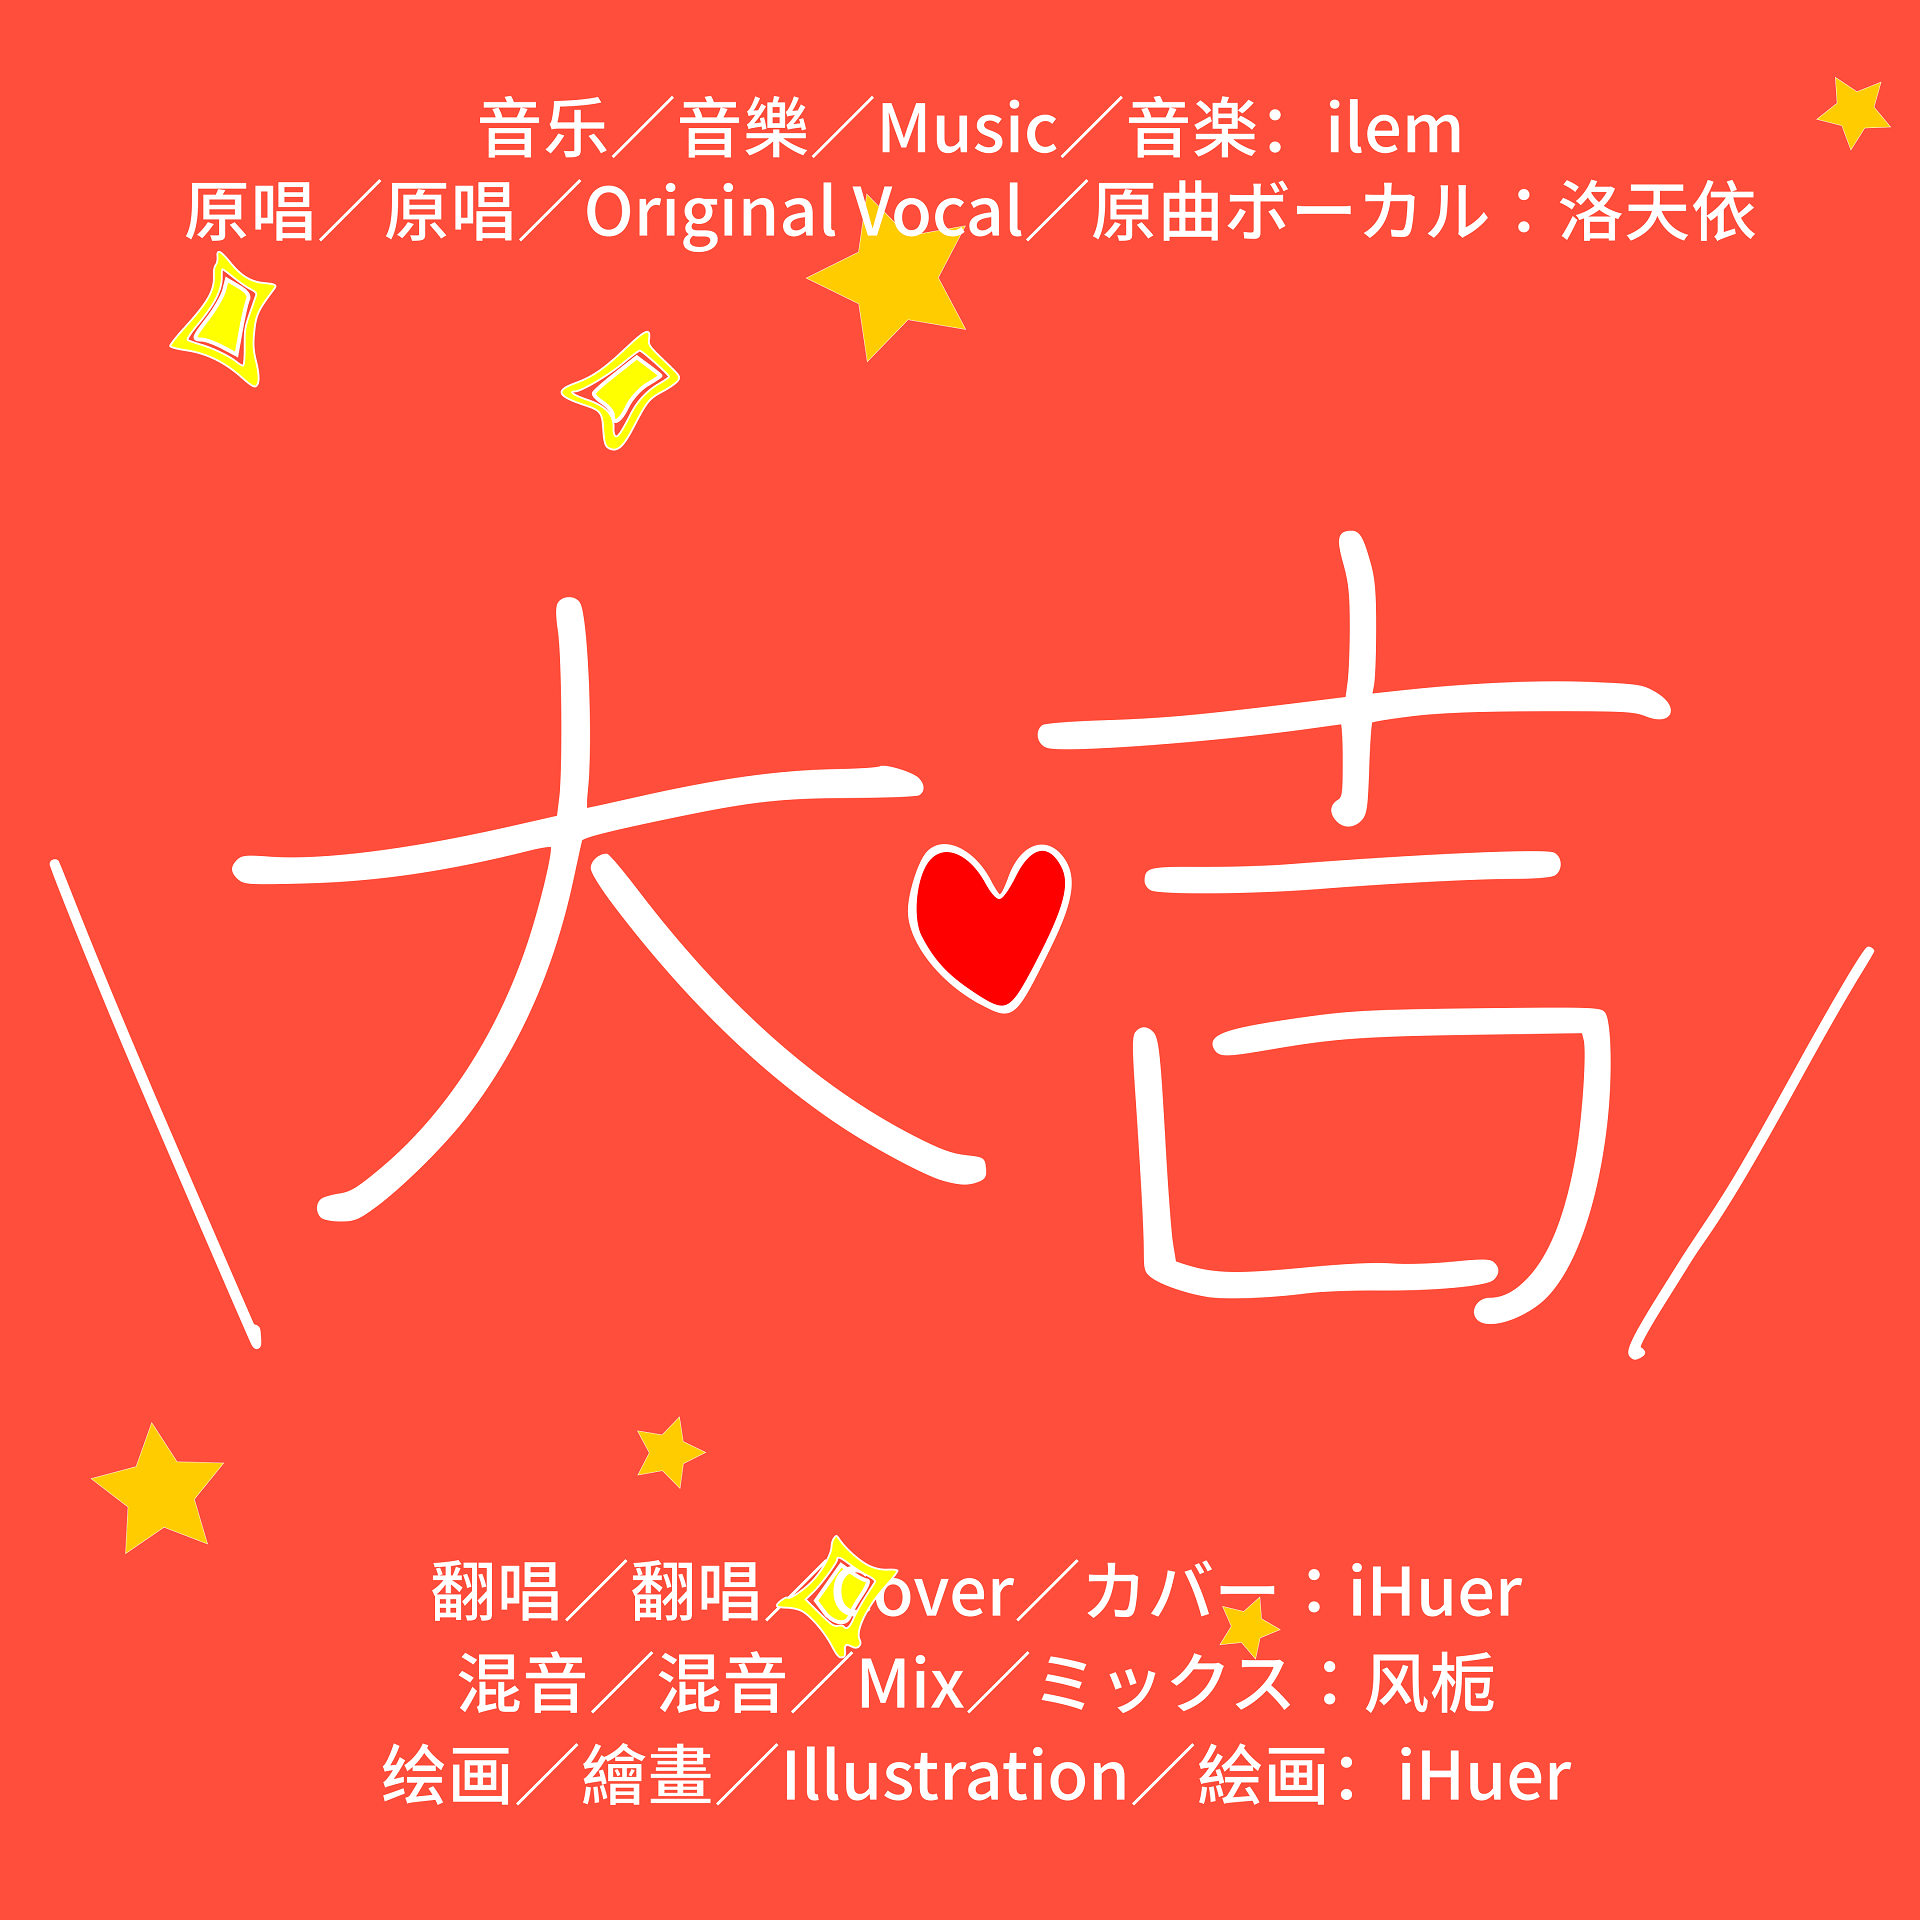 音乐／音樂／Music／音楽：ilem
原唱／原唱／Original Vocal／原曲ボーカル：洛天依
\大吉/
翻唱／翻唱／Cover／カバー：iHuer
混音／混音／Mix／ミックス：风栀
绘画／繪畫／Illustration／絵画：iHuer